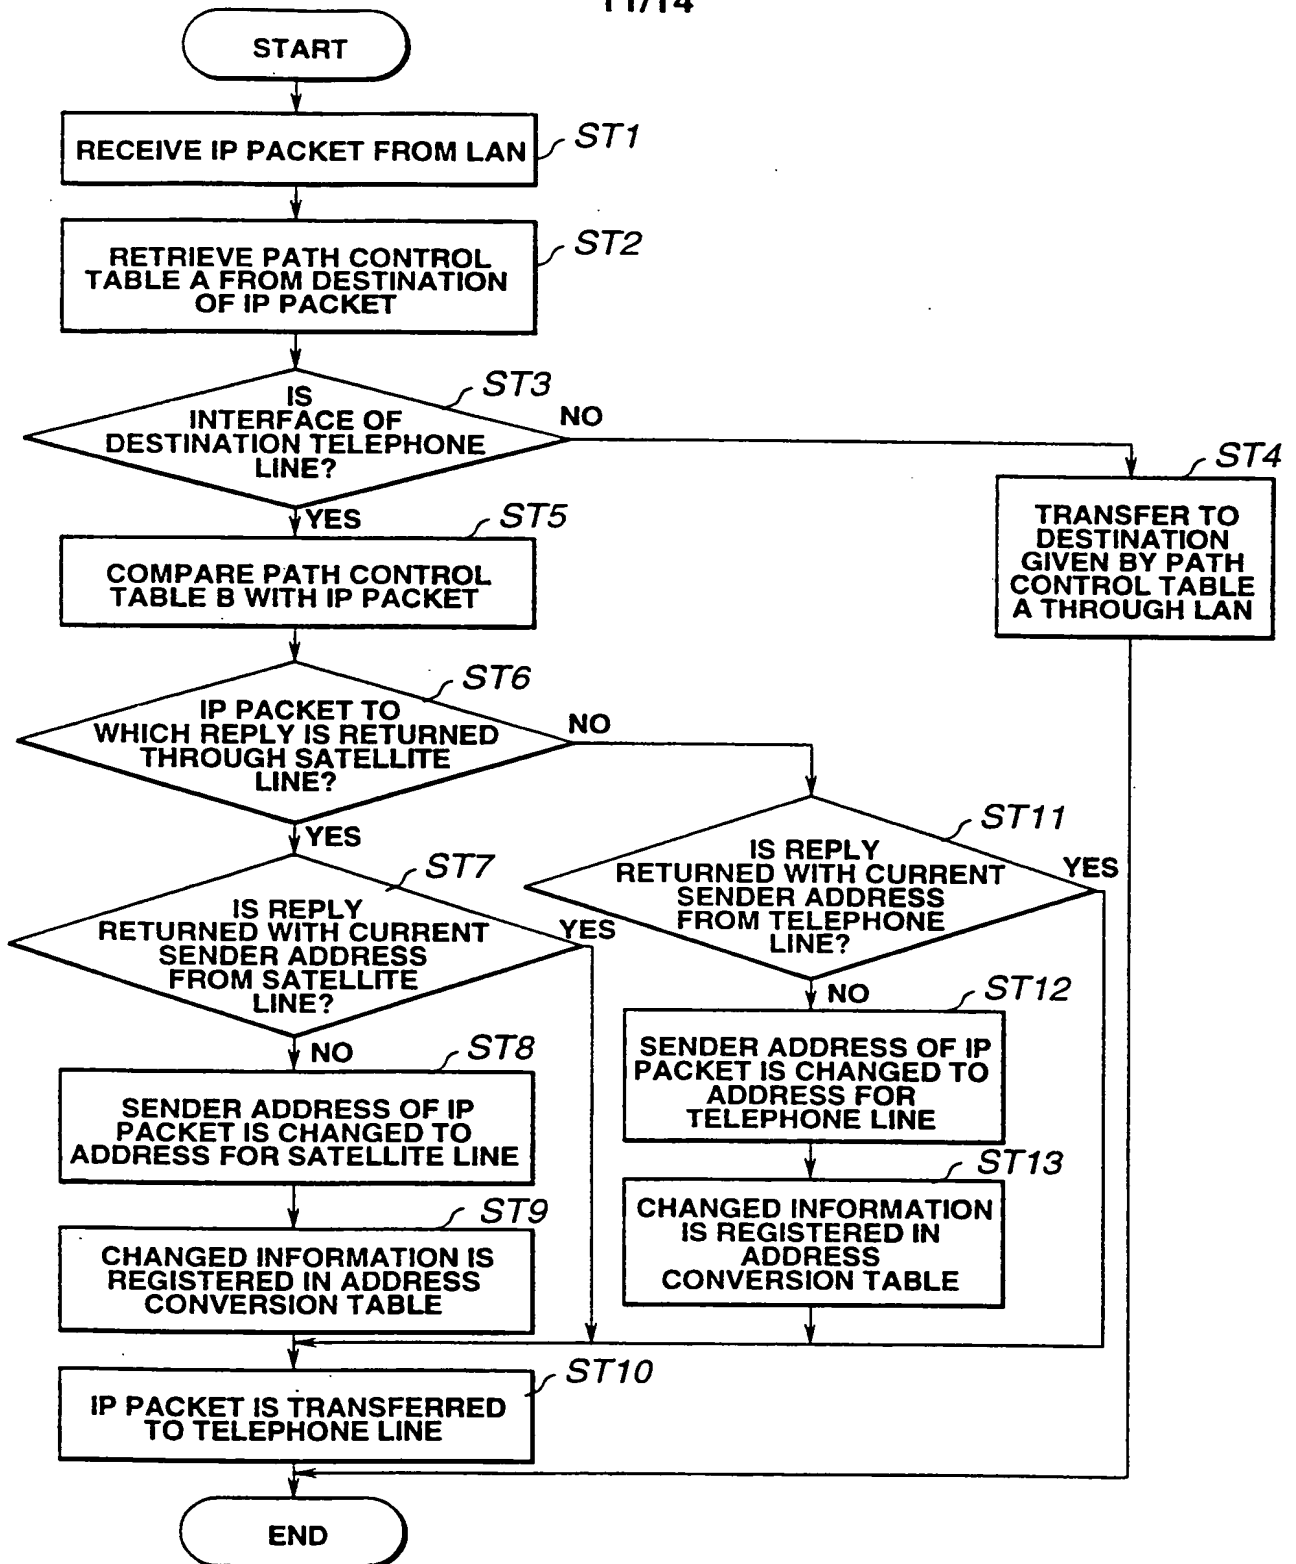 11/14
START
RECEIVE IP PACKET FROM LAN
ST1
RETRIEVE PATH CONTROL
TABLE A FROM DESTINATION
OF IP PACKET
ST2
IS
INTERFACE OF
DESTINATION TELEPHONE
LINE?
ST3
NO
YES
ST4
TRANSFER TO
DESTINATION
GIVEN BY PATH
CONTROL TABLE
A THROUGH LAN
ST5
COMPARE PATH CONTROL
TABLE B WITH IP PACKET
ST6
IP PACKET TO
WHICH REPLY IS RETURNED
THROUGH SATELLITE
LINE?
NO
YES
ST7
IS REPLY
RETURNED WITH CURRENT
SENDER ADDRESS
FROM SATELLITE
LINE?
YES
NO
ST11
IS REPLY
RETURNED WITH CURRENT
SENDER ADDRESS
FROM TELEPHONE
LINE?
YES
NO
ST8
SENDER ADDRESS OF IP
PACKET IS CHANGED TO
ADDRESS FOR SATELLITE LINE
ST12
SENDER ADDRESS OF IP
PACKET IS CHANGED TO
ADDRESS FOR
TELEPHONE LINE
ST9
CHANGED INFORMATION IS
REGISTERED IN ADDRESS
CONVERSION TABLE
ST13
CHANGED INFORMATION
IS REGISTERED IN
ADDRESS
CONVERSION TABLE
ST10
IP PACKET IS TRANSFERRED
TO TELEPHONE LINE
END